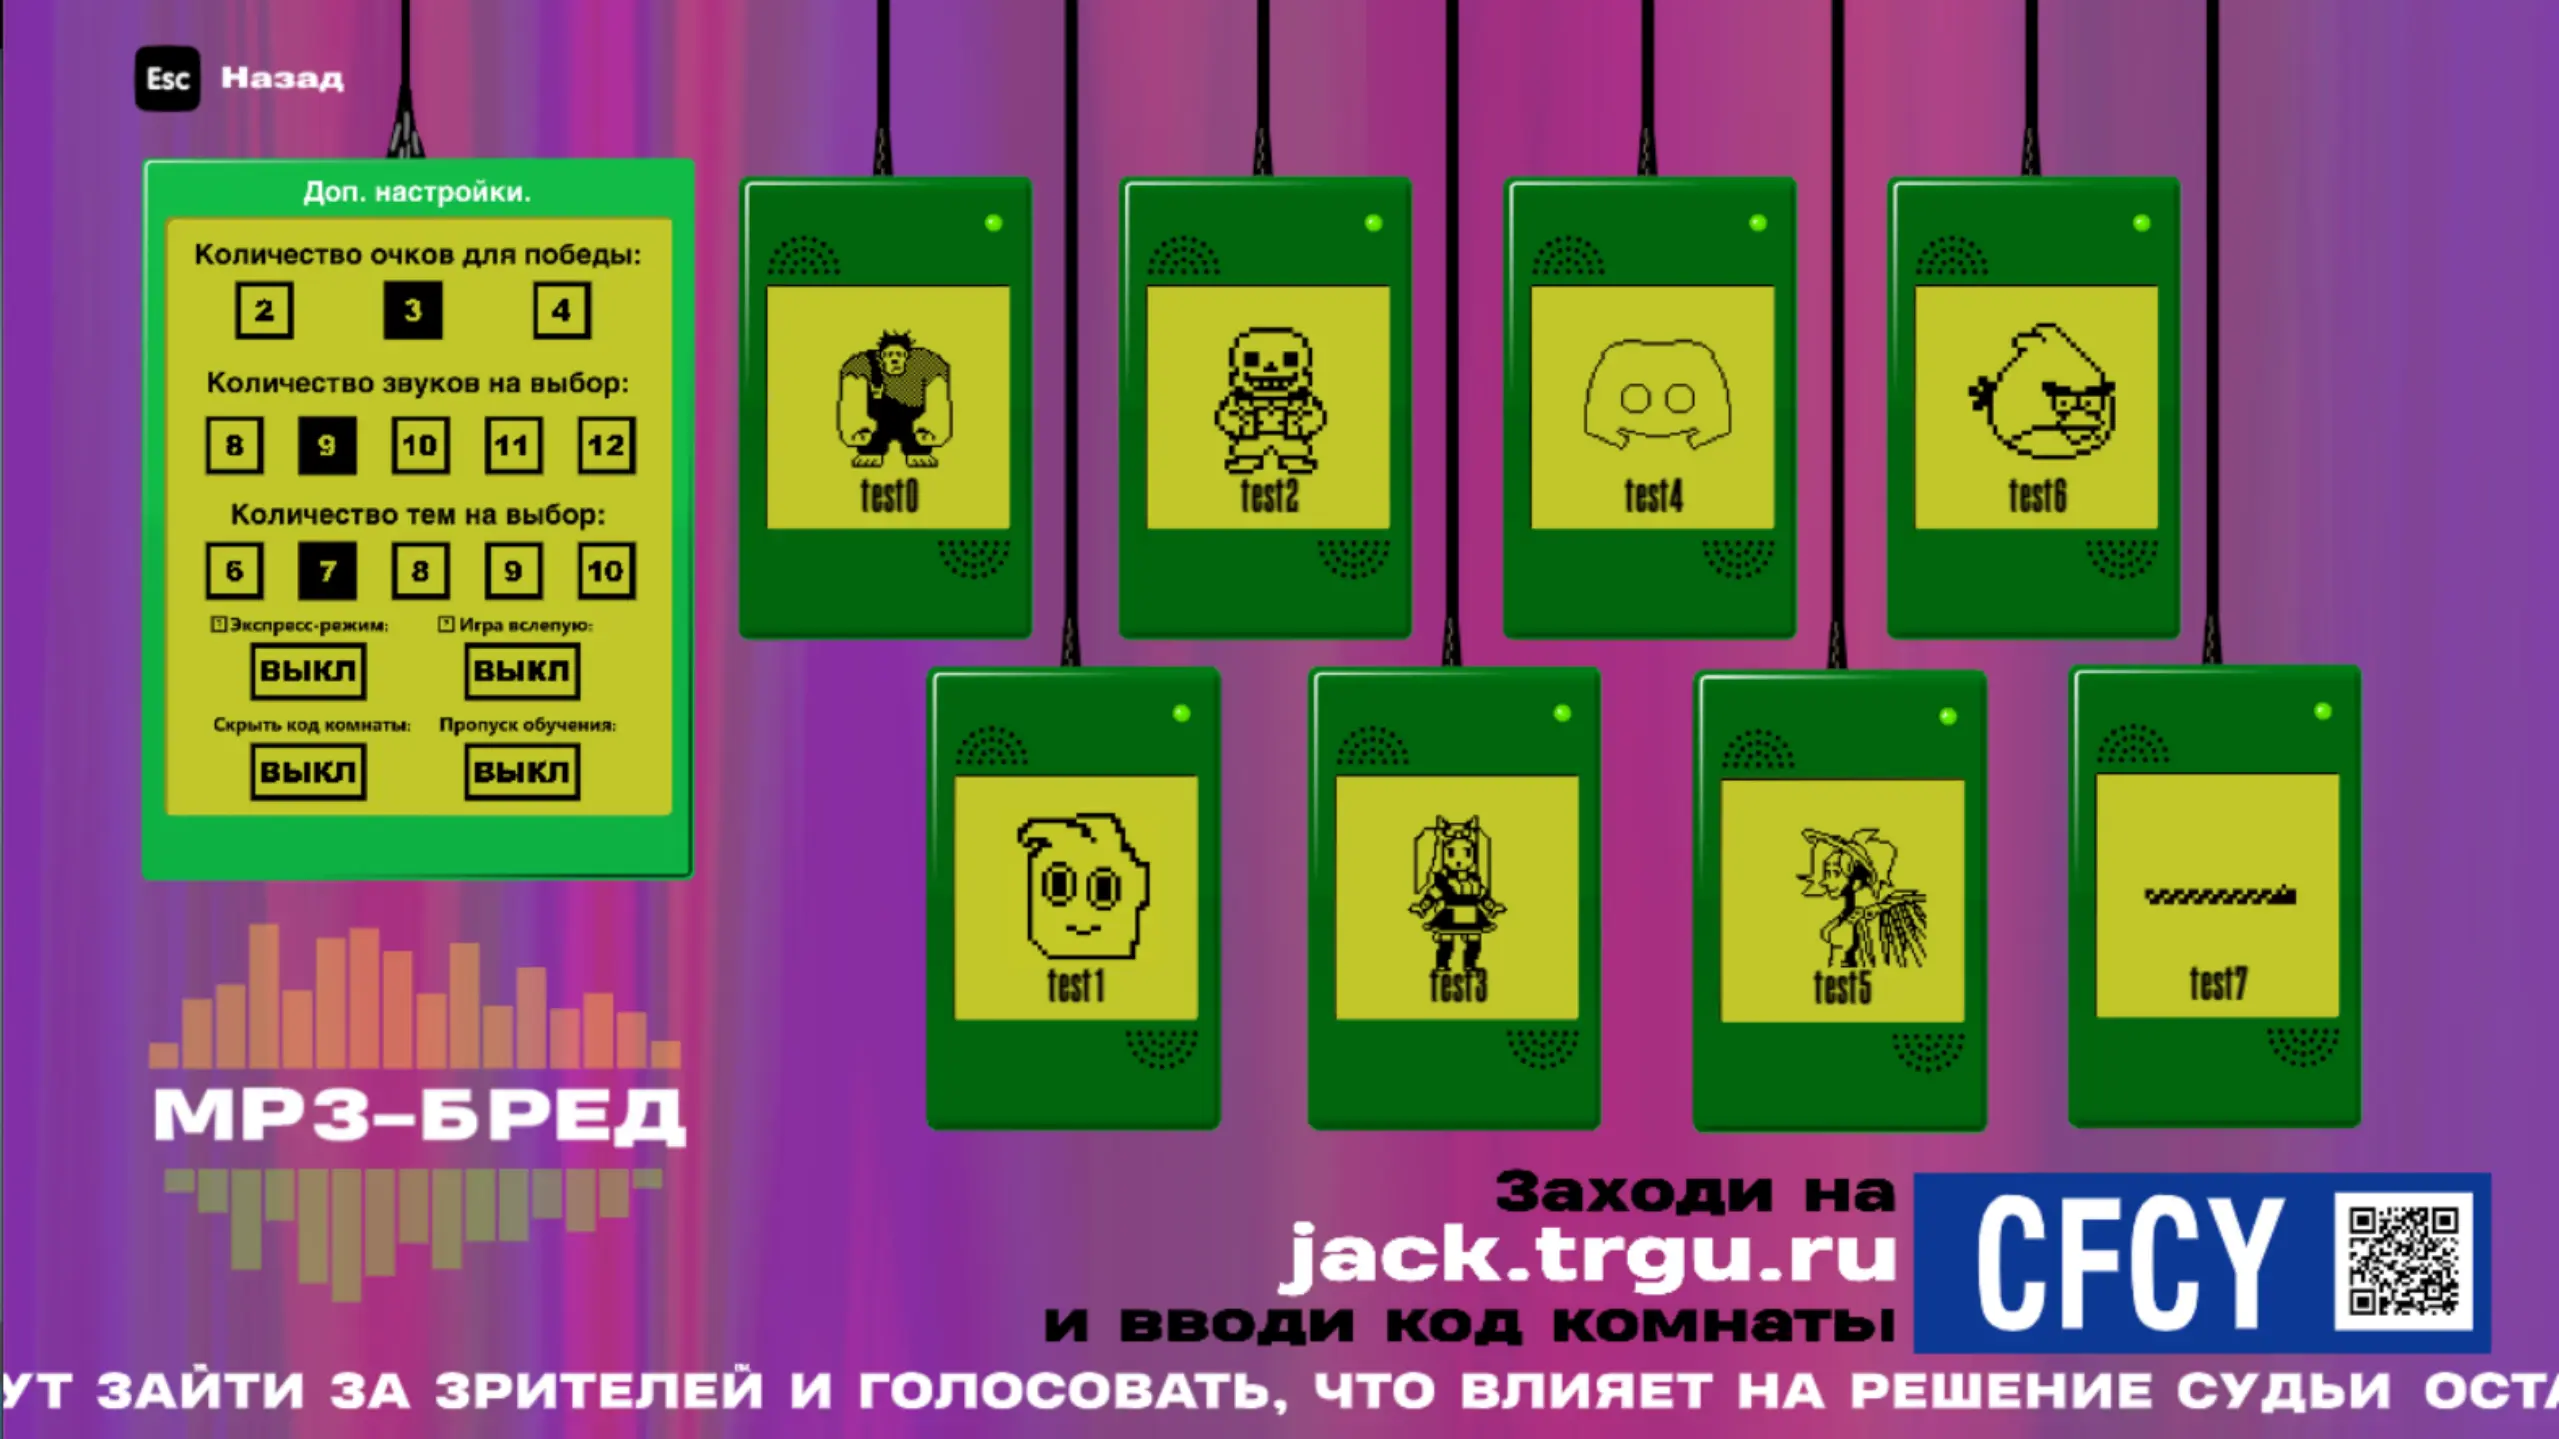 Esc Назад
Доп. настройки.
Количество очков для победы:
2 3 4
Количество звуков на выбор:
8 9 10 11 12
Количество тем на выбор:
6 7 8 9 10
Экспресс-режим: ? Игра вслепую:
ВЫКЛ ВЫКЛ
Скрыть код комнаты: Пропуск обучения:
ВЫКЛ ВЫКЛ
test0
test2
test4
test6
test1
test3
test5
test7
МРЗ-БРЕД
Заходи на
jack.trgu.ru
и вводи код комнаты
CFCY
УТ ЗАЙТИ ЗА ЗРИТЕЛЕЙ И ГОЛОСОВАТЬ, ЧТО ВЛИЯЕТ НА РЕШЕНИЕ СУДЬИ ОСТА